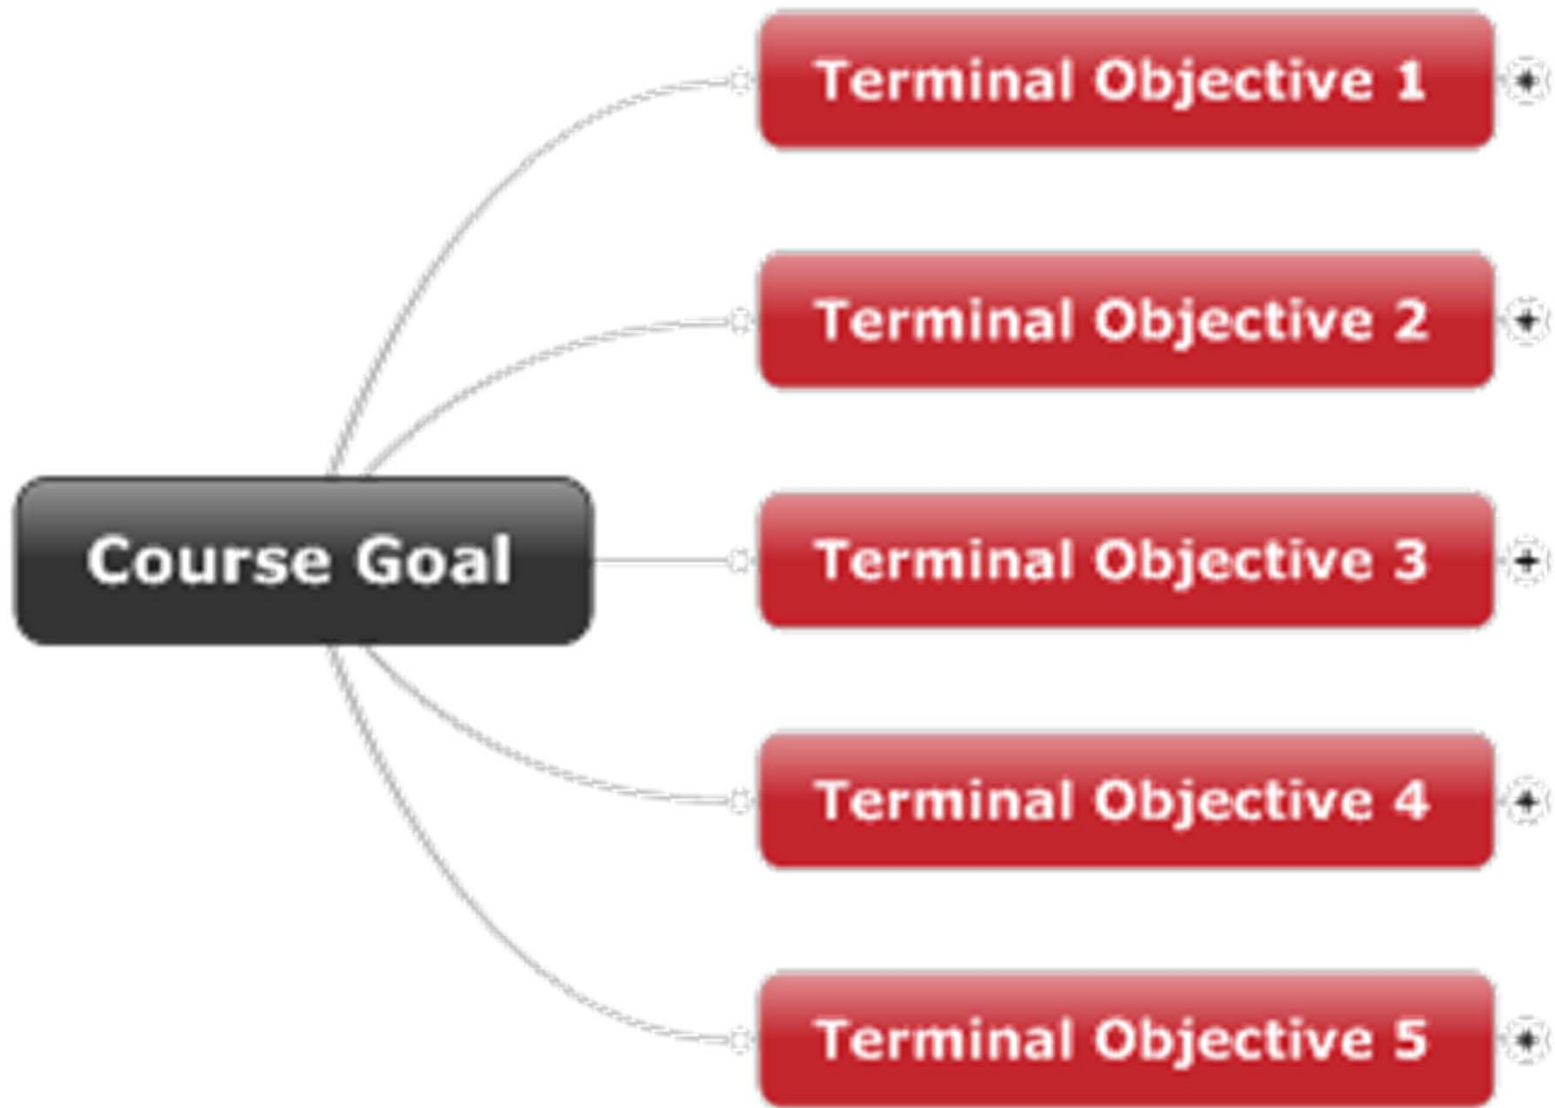 Terminal Objective 1
Terminal Objective 2
Course Goal
Terminal Objective 3
Terminal Objective 4
Terminal Objective 5